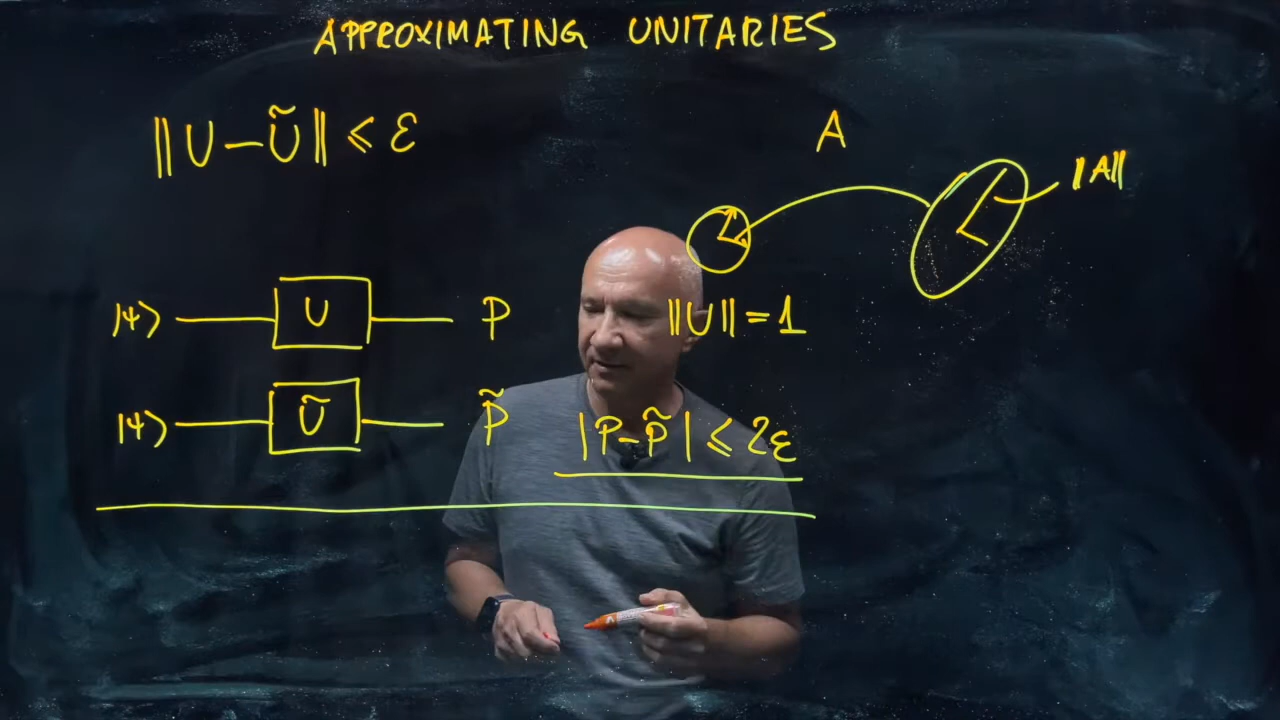 APPROXIMATING UNITARIES
‖U − Ũ‖ ⩽ ε
A
‖A‖
|ψ⟩ U P
‖U‖ = 1
|ψ⟩ Ũ P̃
|P − P̃| ⩽ 2ε